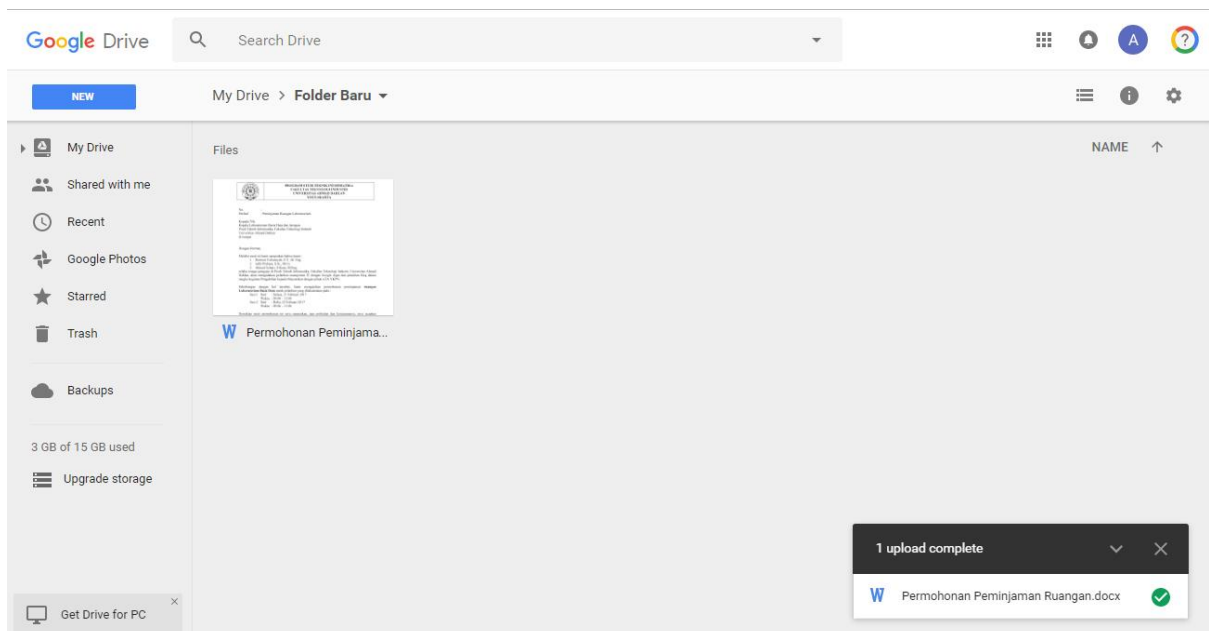 Google Drive
Search Drive
A
?
NEW
My Drive > Folder Baru
i
My Drive
Shared with me
Recent
Google Photos
Starred
Trash
Backups
3 GB of 15 GB used
Upgrade storage
Get Drive for PC
Files
NAME
W Permohonan Peminjama...
1 upload complete
W Permohonan Peminjaman Ruangan.docx